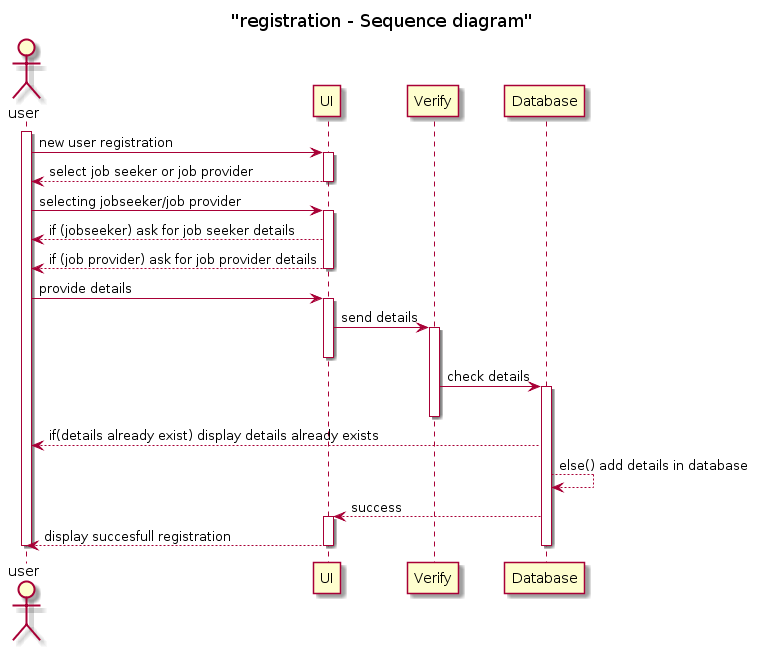 "registration - Sequence diagram"
user
UI
Verify
Database
new user registration
select job seeker or job provider
selecting jobseeker/job provider
if (jobseeker) ask for job seeker details
if (job provider) ask for job provider details
provide details
send details
check details
if(details already exist) display details already exists
else() add details in database
success
display succesfull registration
user
UI
Verify
Database